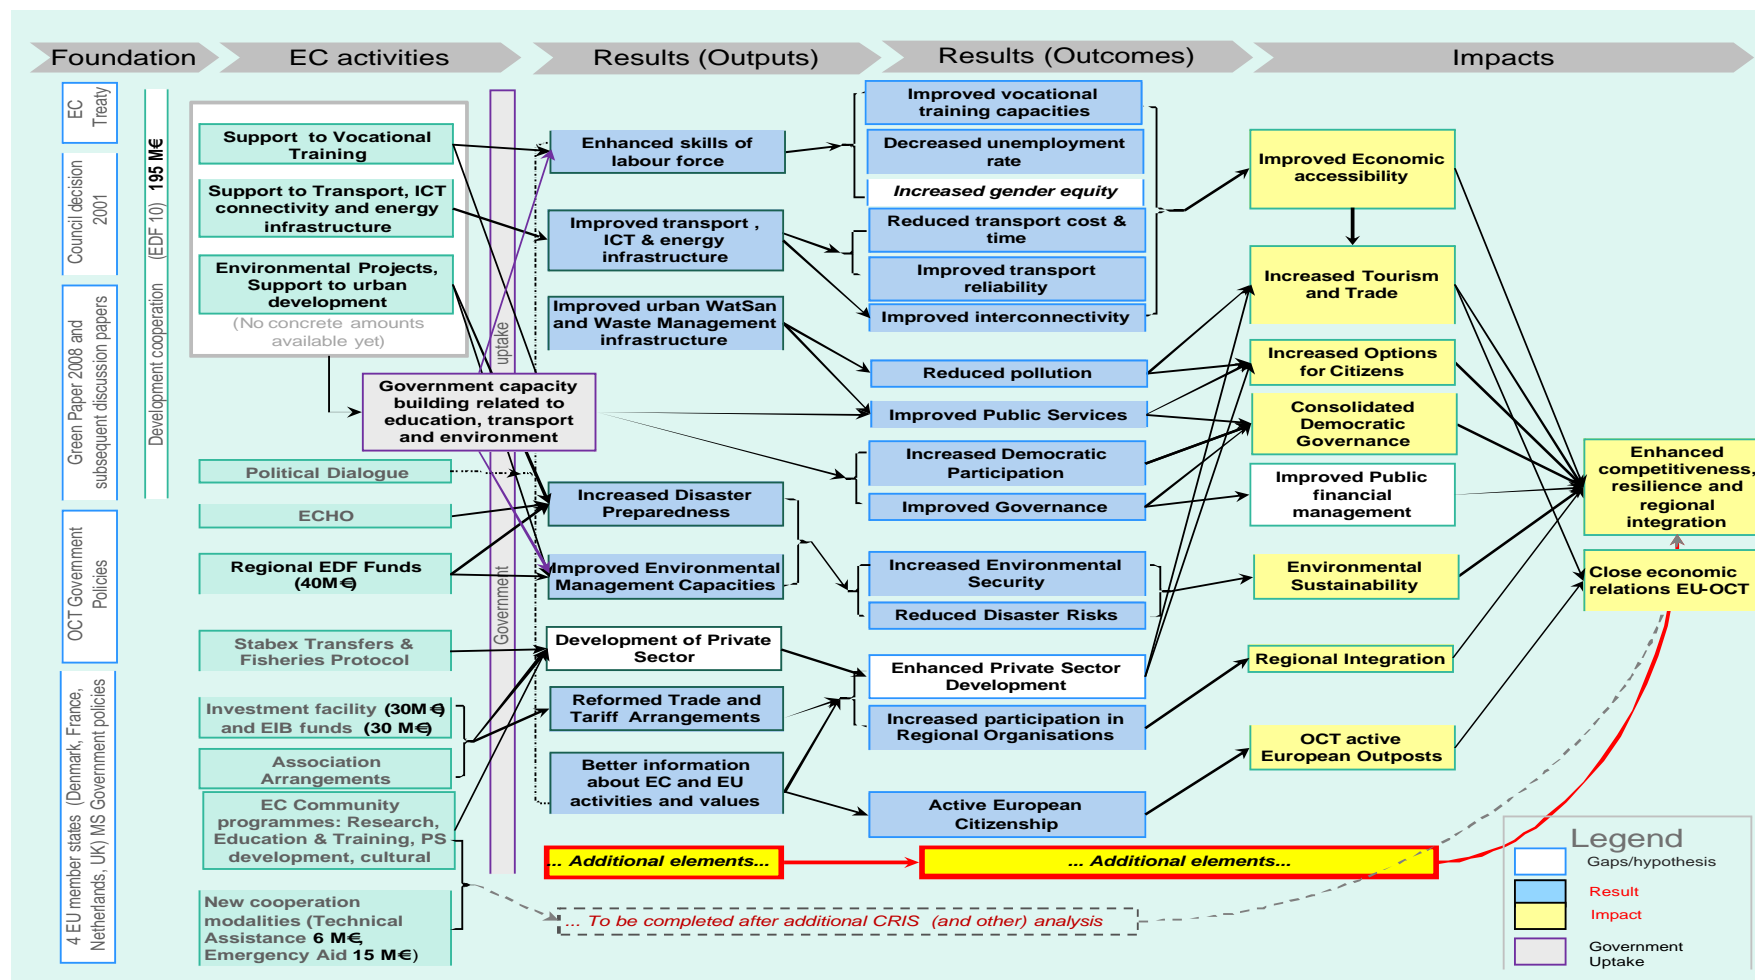 Foundation
EC activities
Results (Outputs)
Results (Outcomes)
Impacts
EC
Treaty
Council decision
2001
Green Paper 2008 and
subsequent discussion papers
OCT Government
Policies
4 EU member states (Denmark, France,
Netherlands, UK) MS Government policies
Development cooperation (EDF 10) 195 M€
Support to Vocational
Training
Support to Transport, ICT
connectivity and energy
infrastructure
Environmental Projects,
Support to urban
development
(No concrete amounts
available yet)
Government capacity
building related to
education, transport
and environment
Political Dialogue
ECHO
Regional EDF Funds
(40M€)
Stabex Transfers &
Fisheries Protocol
Investment facility (30M€)
and EIB funds (30 M€)
Association
Arrangements
EC Community
programmes: Research,
Education & Training, PS
development, cultural
New cooperation
modalities (Technical
Assistance 6 M€,
Emergency Aid 15 M€)
Government uptake
Enhanced skills of
labour force
Improved transport ,
ICT & energy
infrastructure
Improved urban WatSan
and Waste Management
infrastructure
Increased Disaster
Preparedness
Improved Environmental
Management Capacities
Development of Private
Sector
Reformed Trade and
Tariff Arrangements
Better information
about EC and EU
activities and values
... Additional elements...
Improved vocational
training capacities
Decreased unemployment
rate
Increased gender equity
Reduced transport cost &
time
Improved transport
reliability
Improved interconnectivity
Reduced pollution
Improved Public Services
Increased Democratic
Participation
Improved Governance
Increased Environmental
Security
Reduced Disaster Risks
Enhanced Private Sector
Development
Increased participation in
Regional Organisations
Active European
Citizenship
... Additional elements...
... To be completed after additional CRIS (and other) analysis
Improved Economic
accessibility
Increased Tourism
and Trade
Increased Options
for Citizens
Consolidated
Democratic
Governance
Improved Public
financial
management
Environmental
Sustainability
Regional Integration
OCT active
European Outposts
Enhanced
competitiveness,
resilience and
regional
integration
Close economic
relations EU-OCT
Legend
Gaps/hypothesis
Result
Impact
Government
Uptake